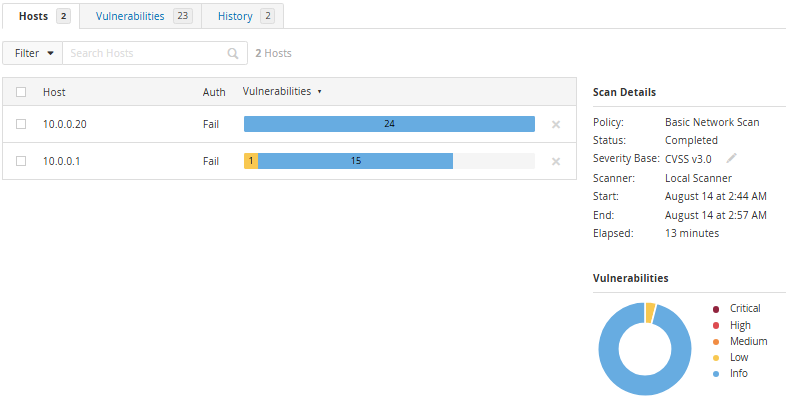 Hosts 2 Vulnerabilities 23 History 2
Filter Search Hosts 2 Hosts
Host Auth Vulnerabilities
10.0.0.20 Fail 24
10.0.0.1 Fail 1 15
Scan Details
Policy: Basic Network Scan
Status: Completed
Severity Base: CVSS v3.0
Scanner: Local Scanner
Start: August 14 at 2:44 AM
End: August 14 at 2:57 AM
Elapsed: 13 minutes
Vulnerabilities
Critical
High
Medium
Low
Info